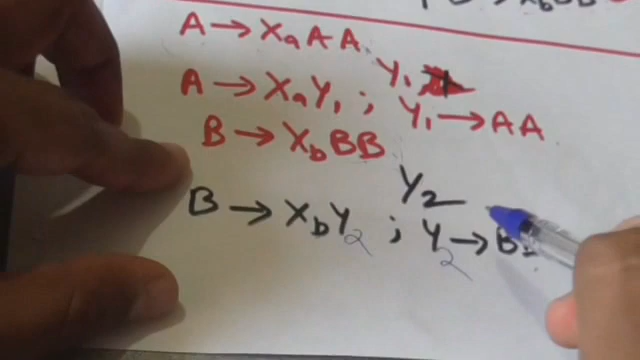 A → XaAA
Y₁
A → XaY₁ ; Y₁ → AA
B → XbBB
Y₂
B → XbY₂ ; Y₂ →